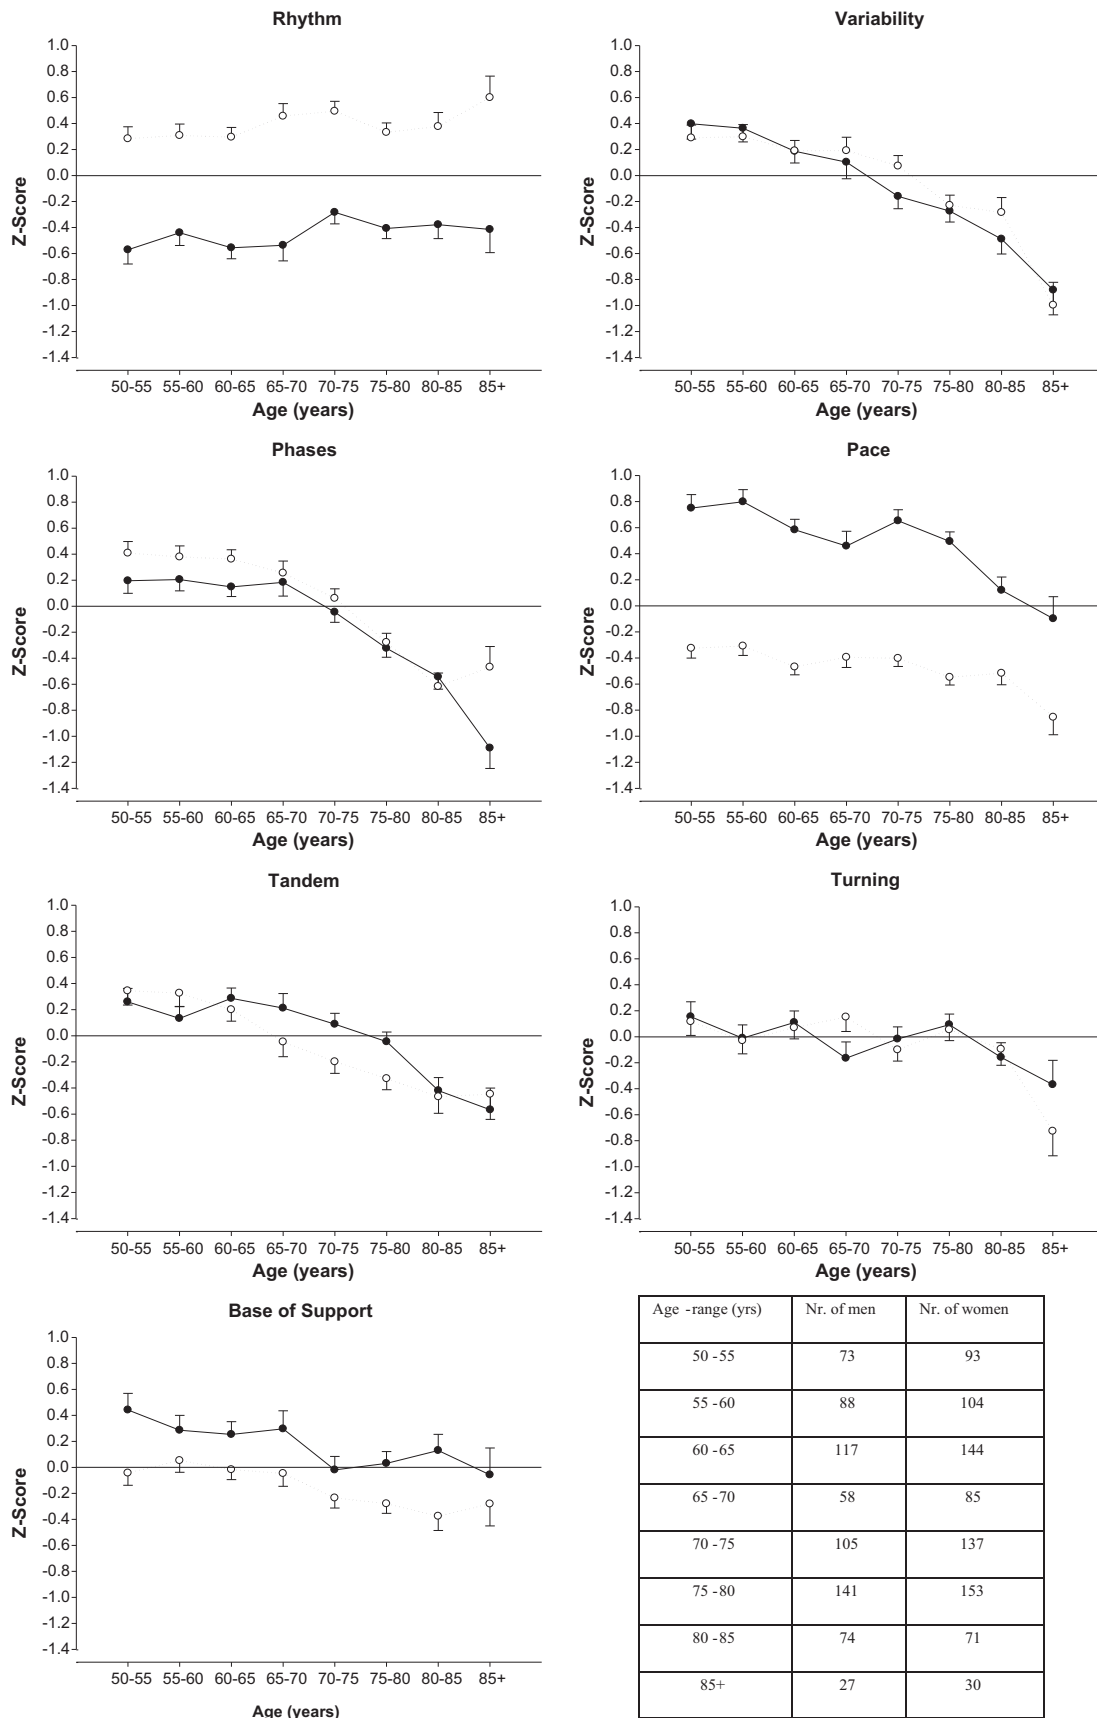 Rhythm
1.0
0.8
0.6
0.4
0.2
0.0
-0.2
-0.4
-0.6
-0.8
-1.0
-1.2
-1.4
Z-Score
50-55 55-60 60-65 65-70 70-75 75-80 80-85 85+
Age (years)
Variability
1.0
0.8
0.6
0.4
0.2
0.0
-0.2
-0.4
-0.6
-0.8
-1.0
-1.2
-1.4
Z-Score
50-55 55-60 60-65 65-70 70-75 75-80 80-85 85+
Age (years)
Phases
1.0
0.8
0.6
0.4
0.2
0.0
-0.2
-0.4
-0.6
-0.8
-1.0
-1.2
-1.4
Z-Score
50-55 55-60 60-65 65-70 70-75 75-80 80-85 85+
Age (years)
Pace
1.0
0.8
0.6
0.4
0.2
0.0
-0.2
-0.4
-0.6
-0.8
-1.0
-1.2
-1.4
Z-Score
50-55 55-60 60-65 65-70 70-75 75-80 80-85 85+
Age (years)
Tandem
1.0
0.8
0.6
0.4
0.2
0.0
-0.2
-0.4
-0.6
-0.8
-1.0
-1.2
-1.4
Z-Score
50-55 55-60 60-65 65-70 70-75 75-80 80-85 85+
Age (years)
Turning
1.0
0.8
0.6
0.4
0.2
0.0
-0.2
-0.4
-0.6
-0.8
-1.0
-1.2
-1.4
Z-Score
50-55 55-60 60-65 65-70 70-75 75-80 80-85 85+
Age (years)
Base of Support
1.0
0.8
0.6
0.4
0.2
0.0
-0.2
-0.4
-0.6
-0.8
-1.0
-1.2
-1.4
Z-Score
50-55 55-60 60-65 65-70 70-75 75-80 80-85 85+
Age (years)
Age -range (yrs) Nr. of men Nr. of women
50 -55 73 93
55 -60 88 104
60 -65 117 144
65 -70 58 85
70 -75 105 137
75 -80 141 153
80 -85 74 71
85+ 27 30